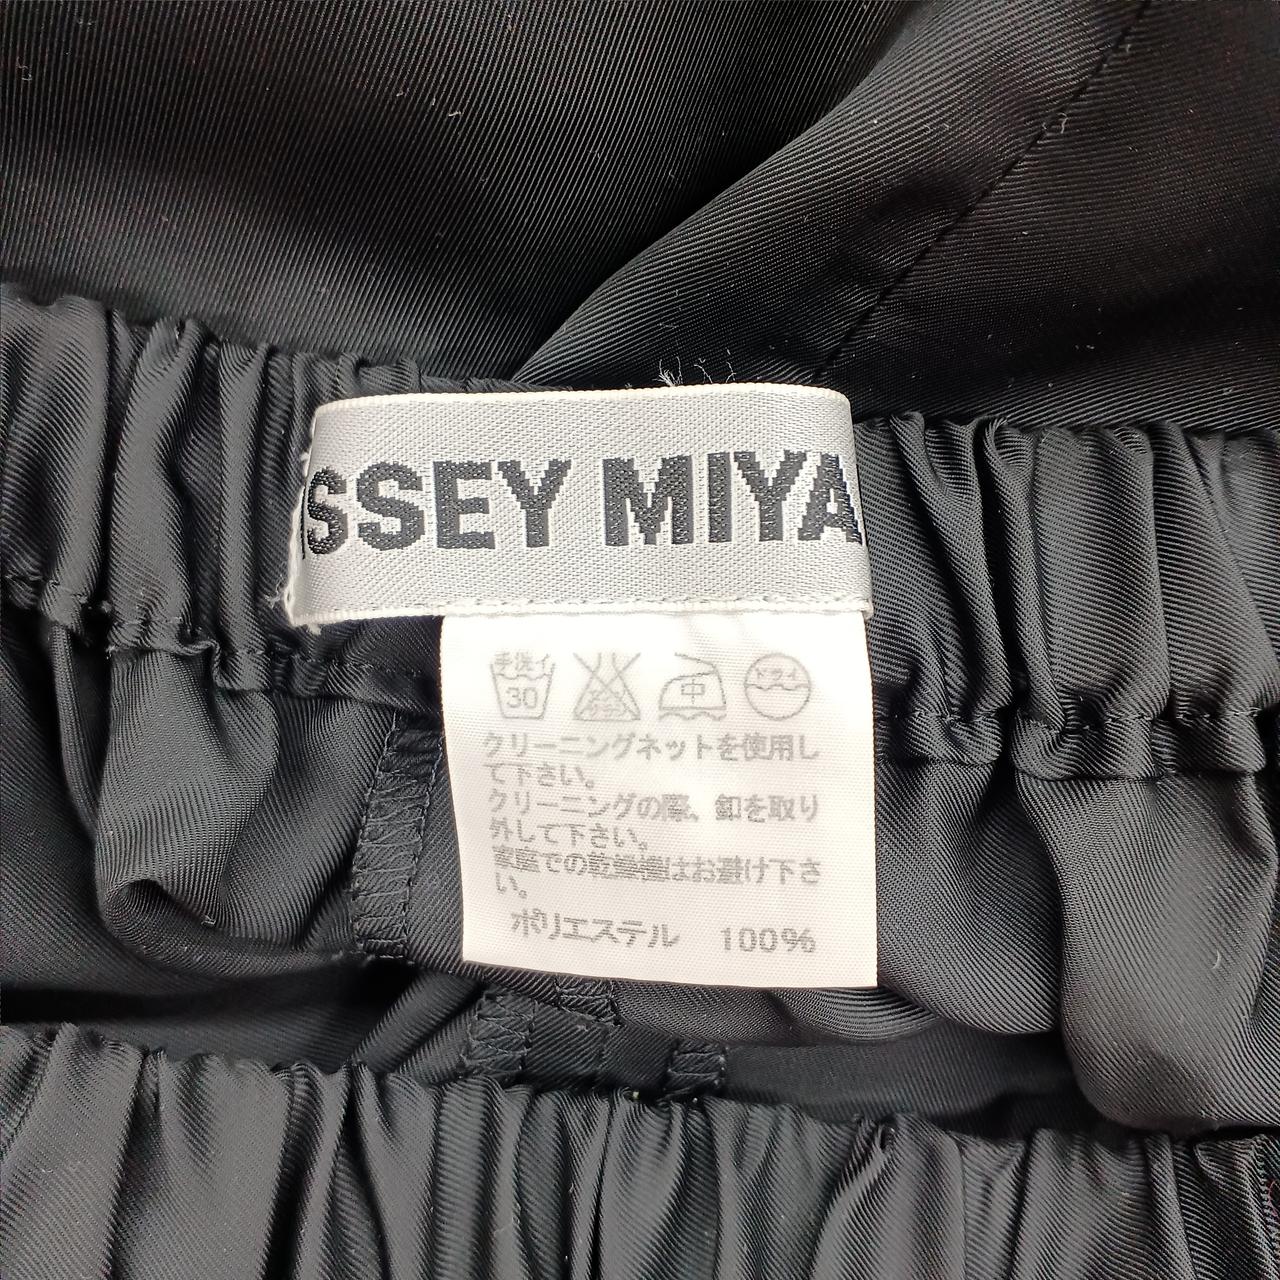 ISSEY MIYA
手洗イ
30
中
ドライ
クリーニングネットを使用し
て下さい。
クリーニングの際、釦を取り
外して下さい。
家庭での乾燥機はお避け下さ
い。
ポリエステル 100%